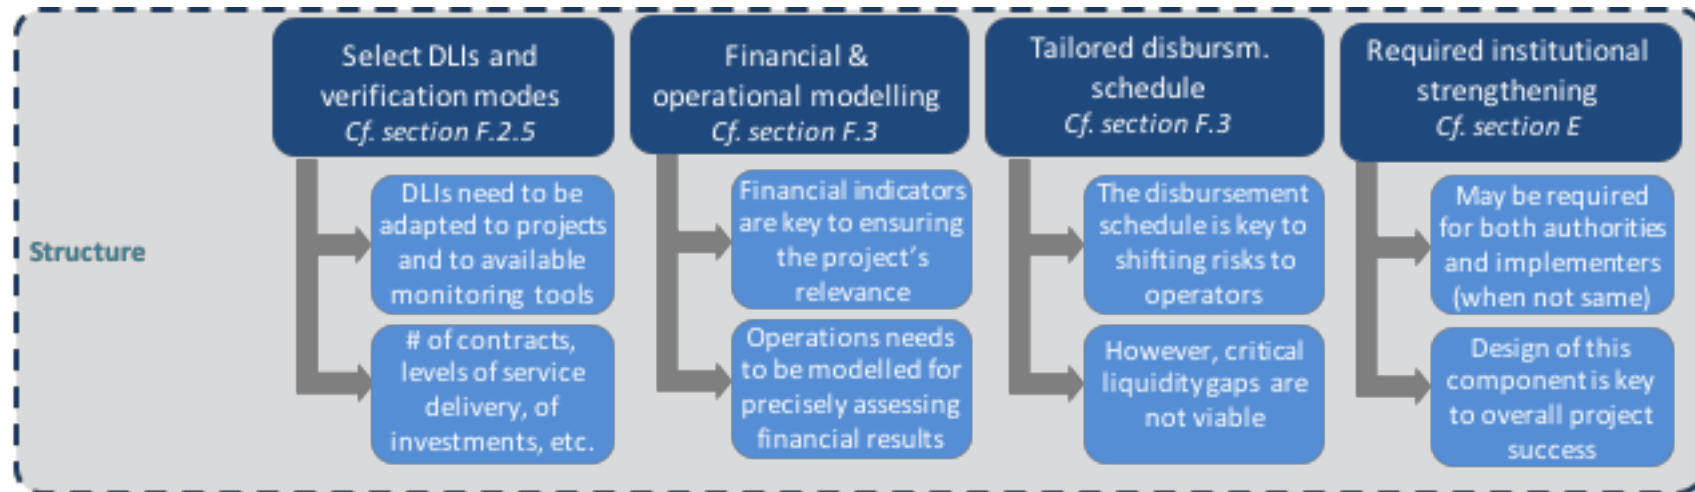 Structure
Select DLIs and
verification modes
Cf. section F.2.5
DLIs need to be
adapted to projects
and to available
monitoring tools
# of contracts,
levels of service
delivery, of
investments, etc.
Financial &
operational modelling
Cf. section F.3
Financial indicators
are key to ensuring
the project's
relevance
Operations needs
to be modelled for
precisely assessing
financial results
Tailored disbursm.
schedule
Cf. section F.3
The disbursement
schedule is key to
shifting risks to
operators
However, critical
liquidity gaps are
not viable
Required institutional
strengthening
Cf. section E
May be required
for both authorities
and implementers
(when not same)
Design of this
component is key
to overall project
success